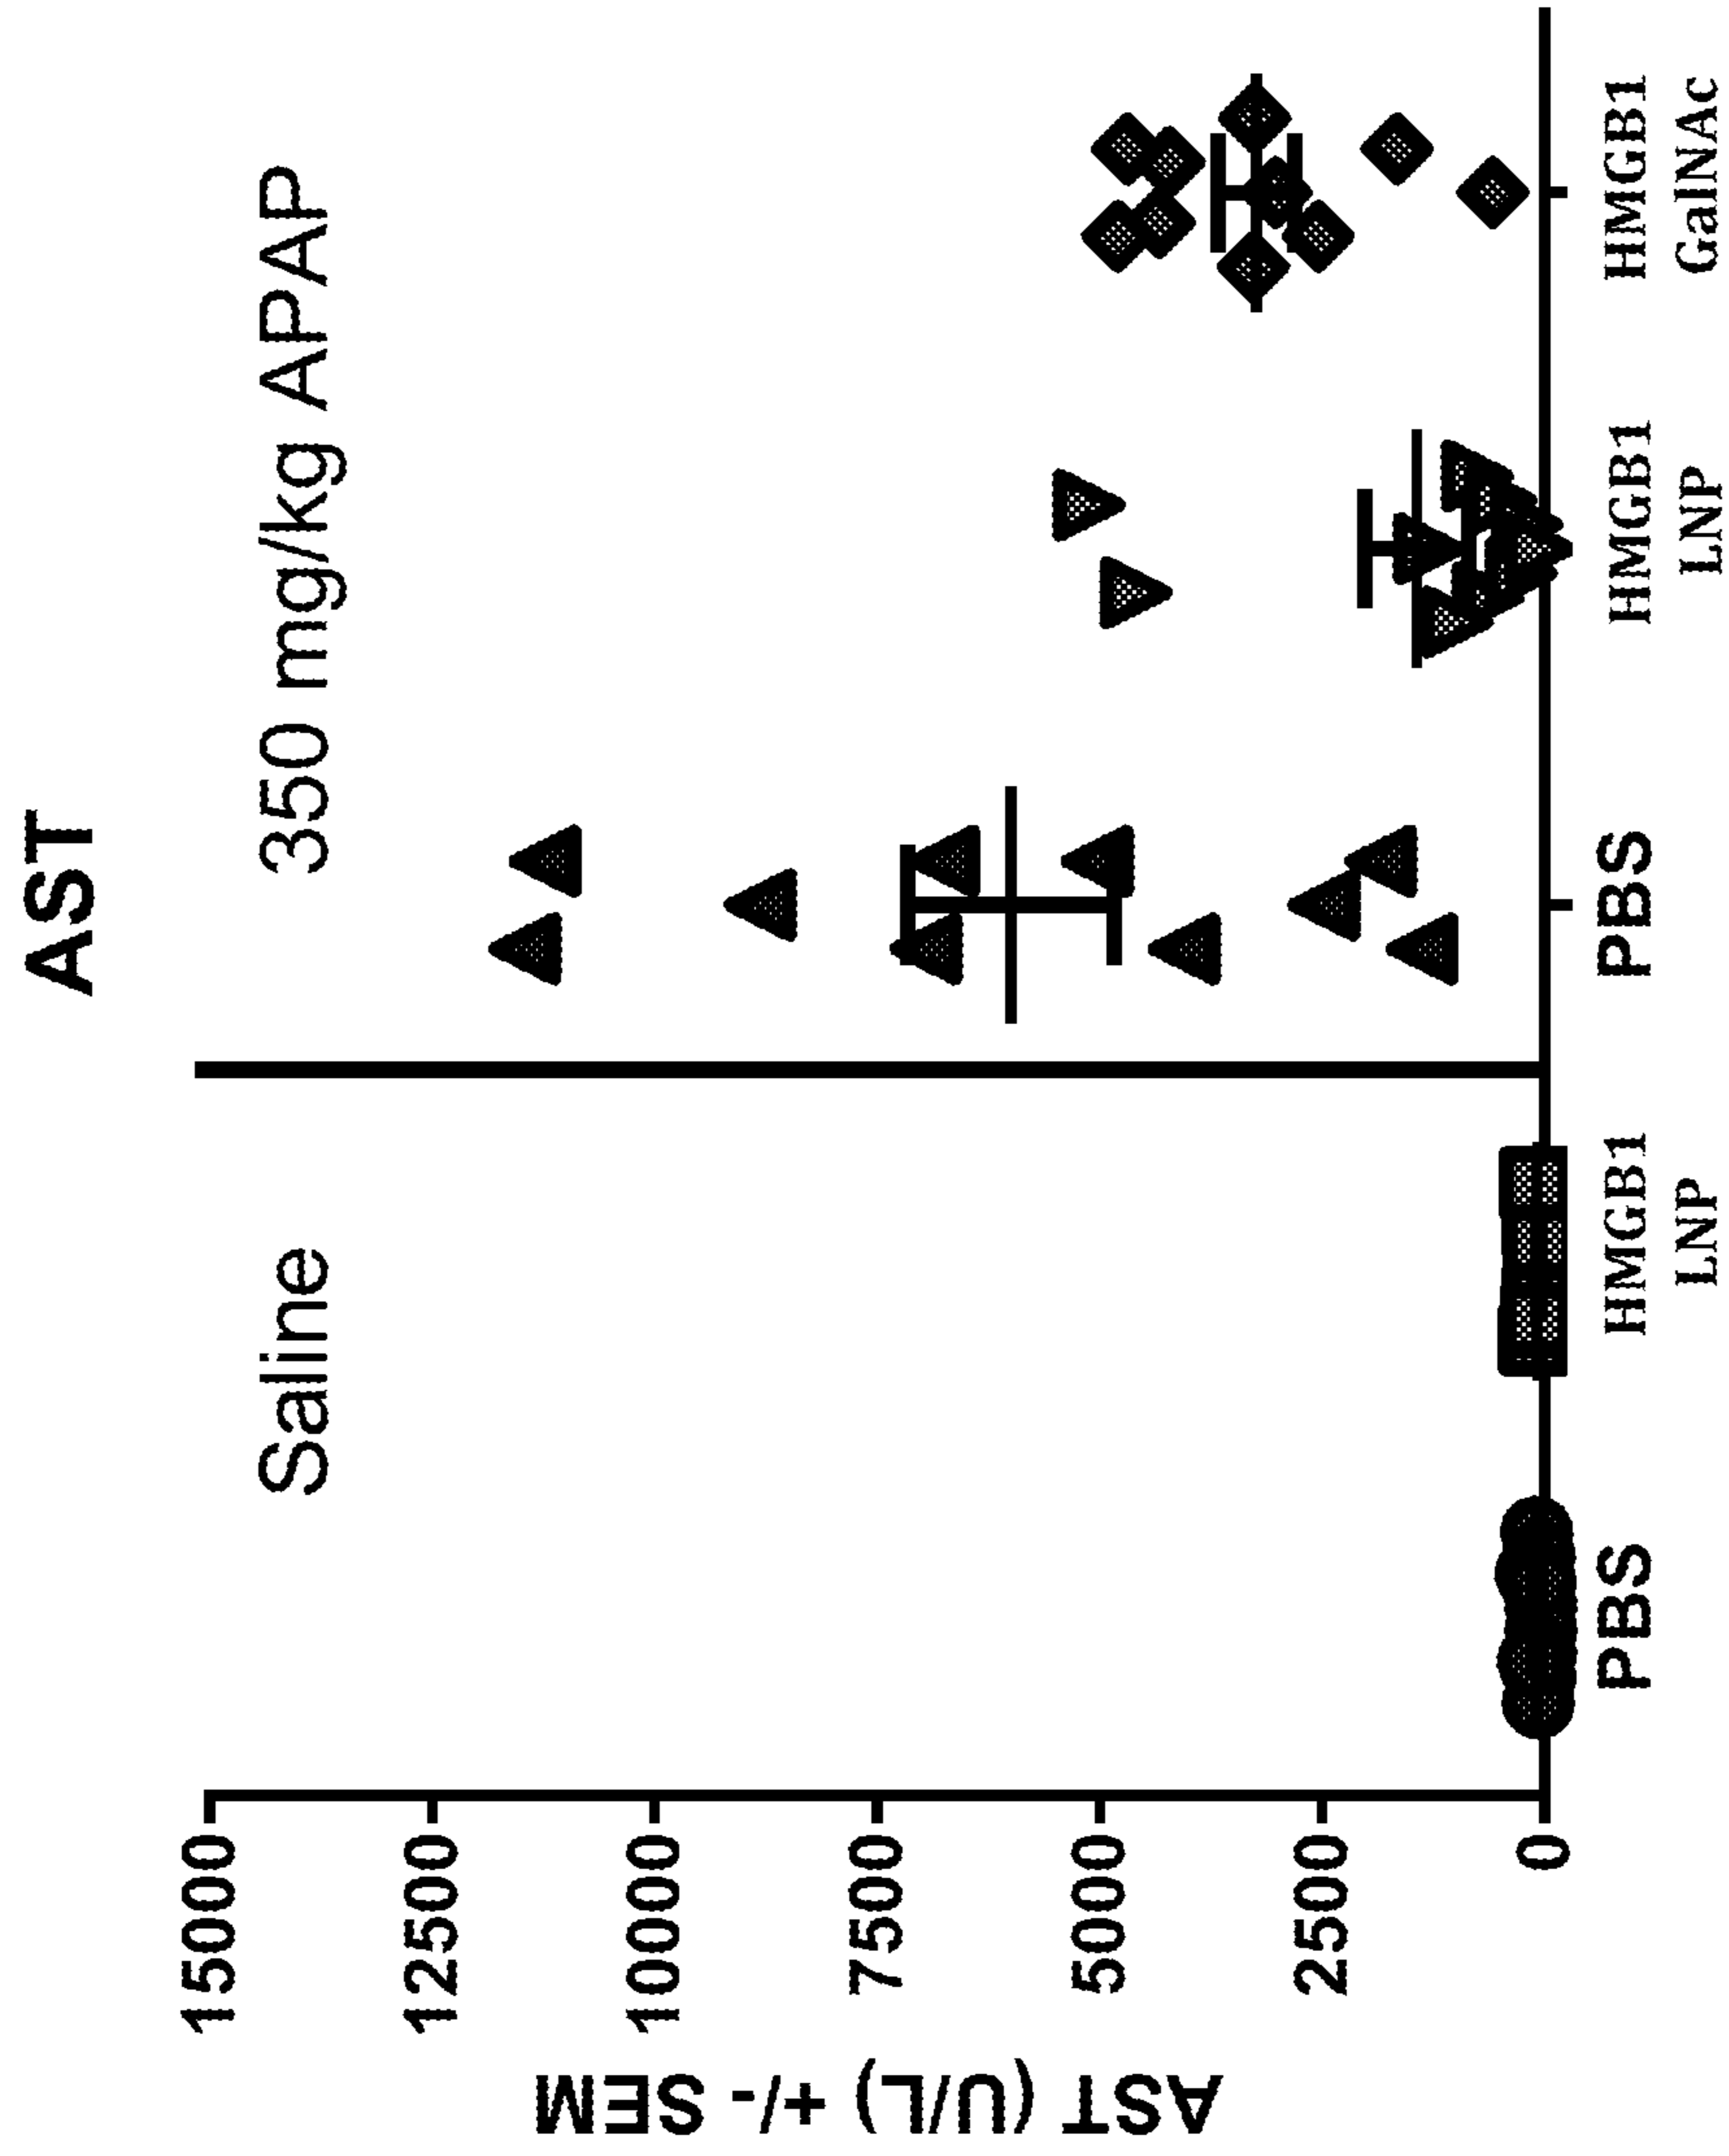 AST
Saline
350 mg/kg APAP
AST (U/L) +/- SEM
15000
12500
10000
7500
5000
2500
0
PBS
HMGB1
LNP
PBS
HMGB1
LNP
HMGB1
GalNAc